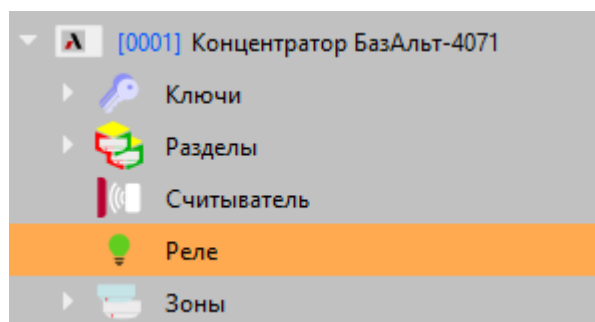 [0001] Концентратор БазАльт-4071
Ключи
Разделы
Считыватель
Реле
Зоны